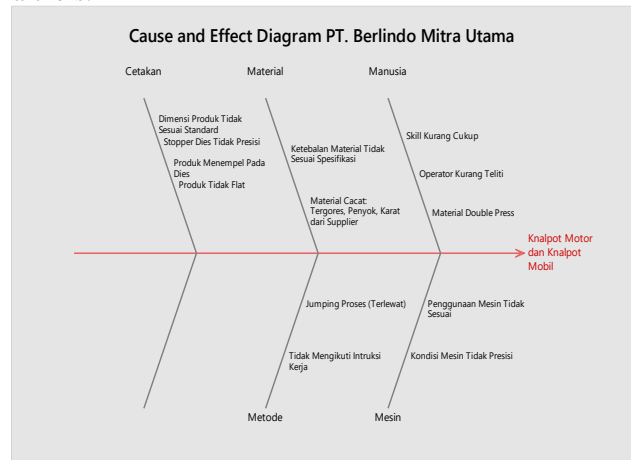 Cause and Effect Diagram PT. Berlindo Mitra Utama
Cetakan
Material
Manusia
Dimensi Produk Tidak
Sesuai Standard
Stopper Dies Tidak Presisi
Produk Menempel Pada
Dies
Produk Tidak Flat
Ketebalan Material Tidak
Sesuai Spesifikasi
Material Cacat:
Tergores, Penyok, Karat
dari Supplier
Skill Kurang Cukup
Operator Kurang Teliti
Material Double Press
Knalpot Motor
dan Knalpot
Mobil
Jumping Proses (Terlewat)
Tidak Mengikuti Intruksi
Kerja
Penggunaan Mesin Tidak
Sesuai
Kondisi Mesin Tidak Presisi
Metode
Mesin